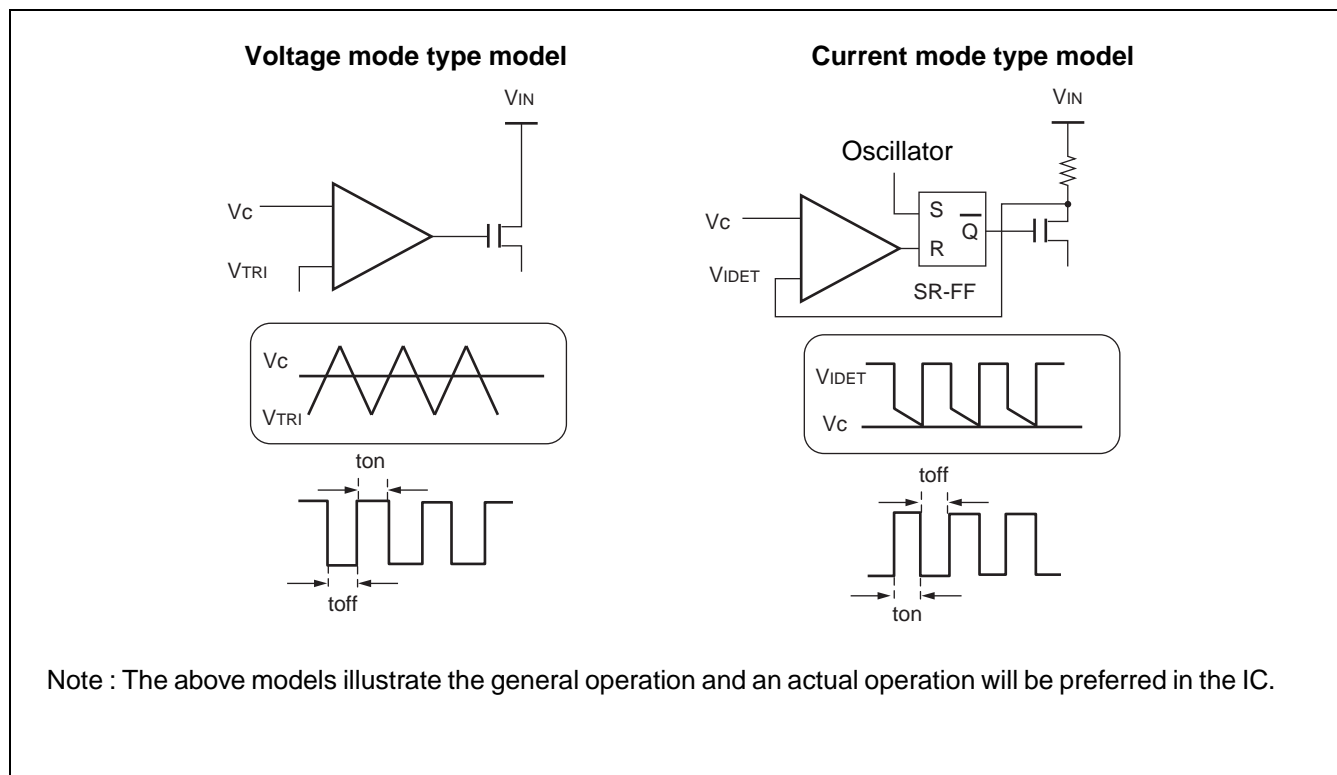 Voltage mode type model
VIN
Vc
VTRI
Vc
VTRI
ton
toff
Current mode type model
VIN
Oscillator
Vc
VIDET
S
R
Q
SR-FF
VIDET
Vc
toff
ton
Note : The above models illustrate the general operation and an actual operation will be preferred in the IC.